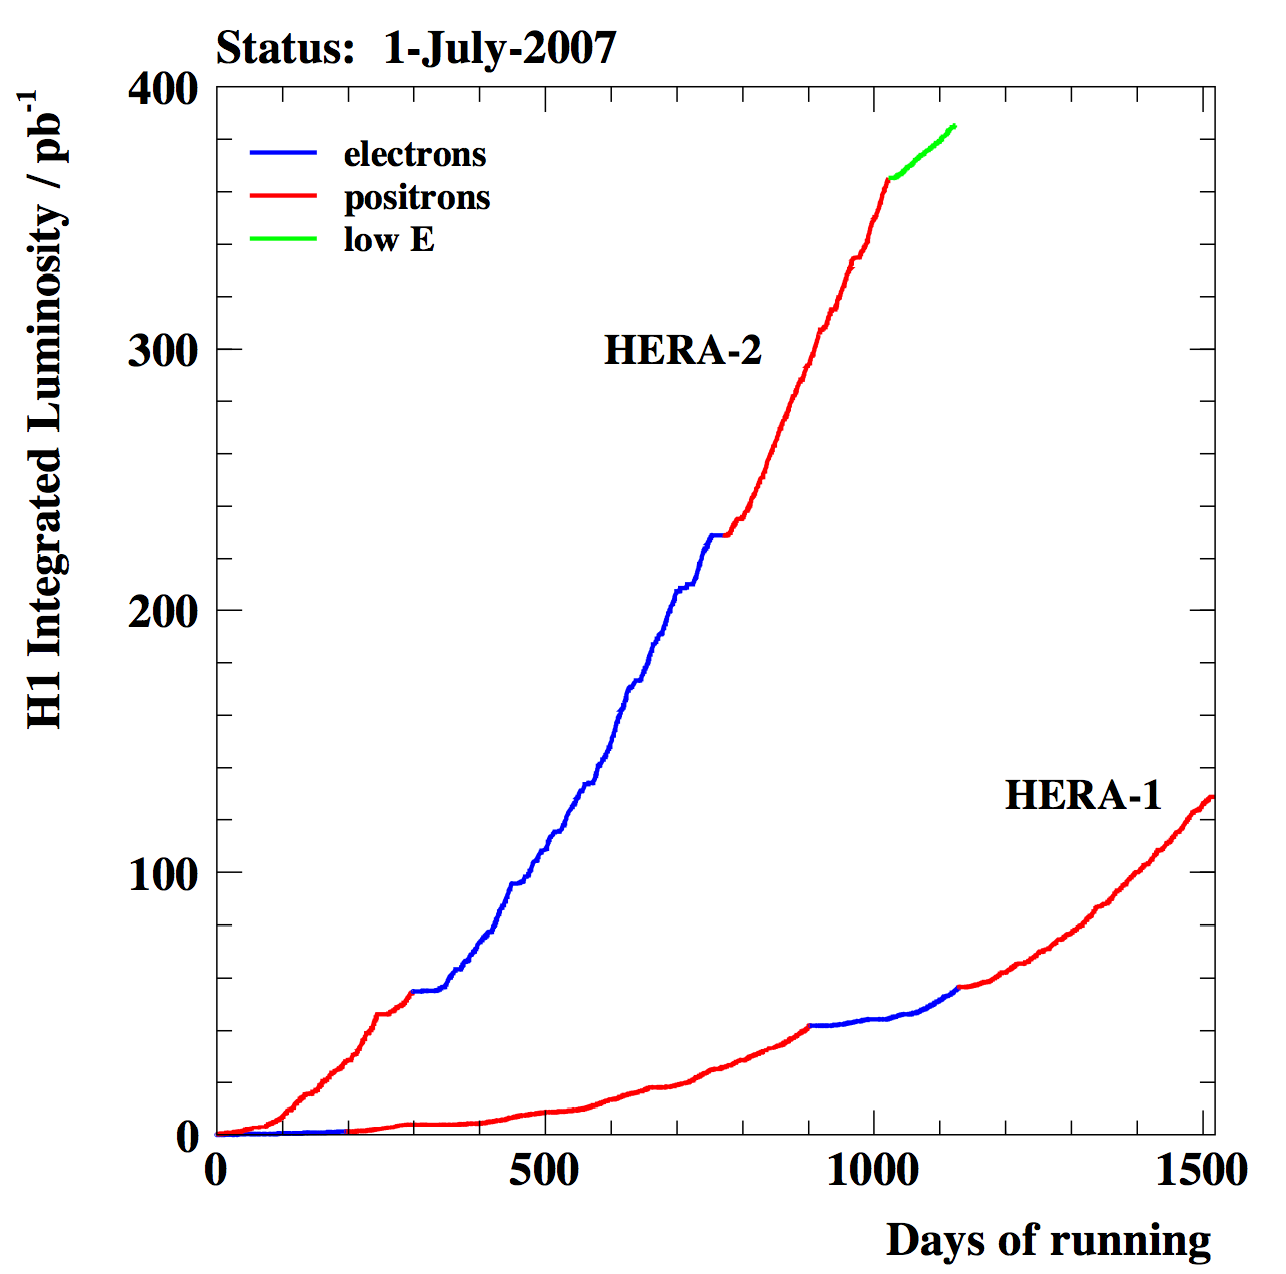 Status: 1-July-2007
H1 Integrated Luminosity / pb-1
400
300
200
100
0
electrons
positrons
low E
HERA-2
HERA-1
0 500 1000 1500
Days of running